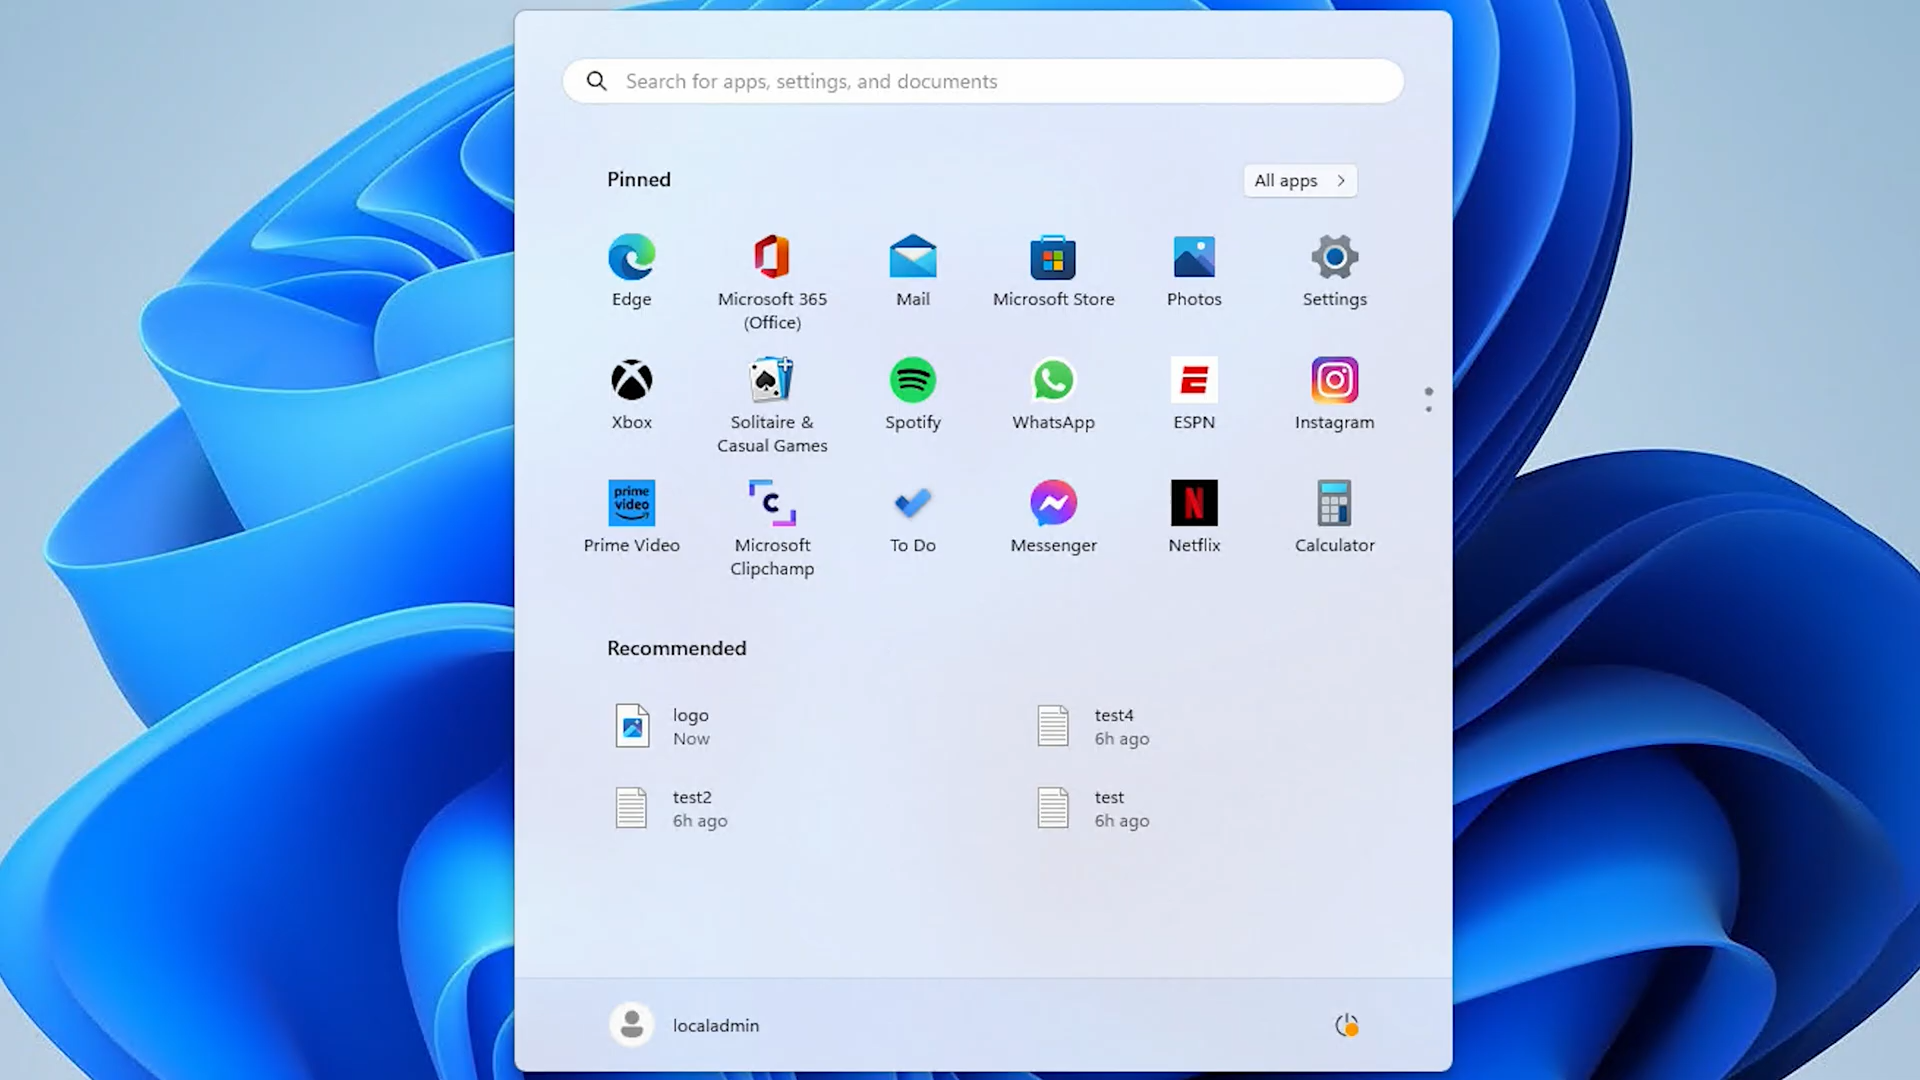 Search for apps, settings, and documents
Pinned
All apps
Edge
Microsoft 365
(Office)
Mail
Microsoft Store
Photos
Settings
Xbox
Solitaire &
Casual Games
Spotify
WhatsApp
ESPN
Instagram
prime
video
Prime Video
C
Microsoft
Clipchamp
To Do
Messenger
N
Netflix
Calculator
Recommended
logo
Now
test4
6h ago
test2
6h ago
test
6h ago
localadmin